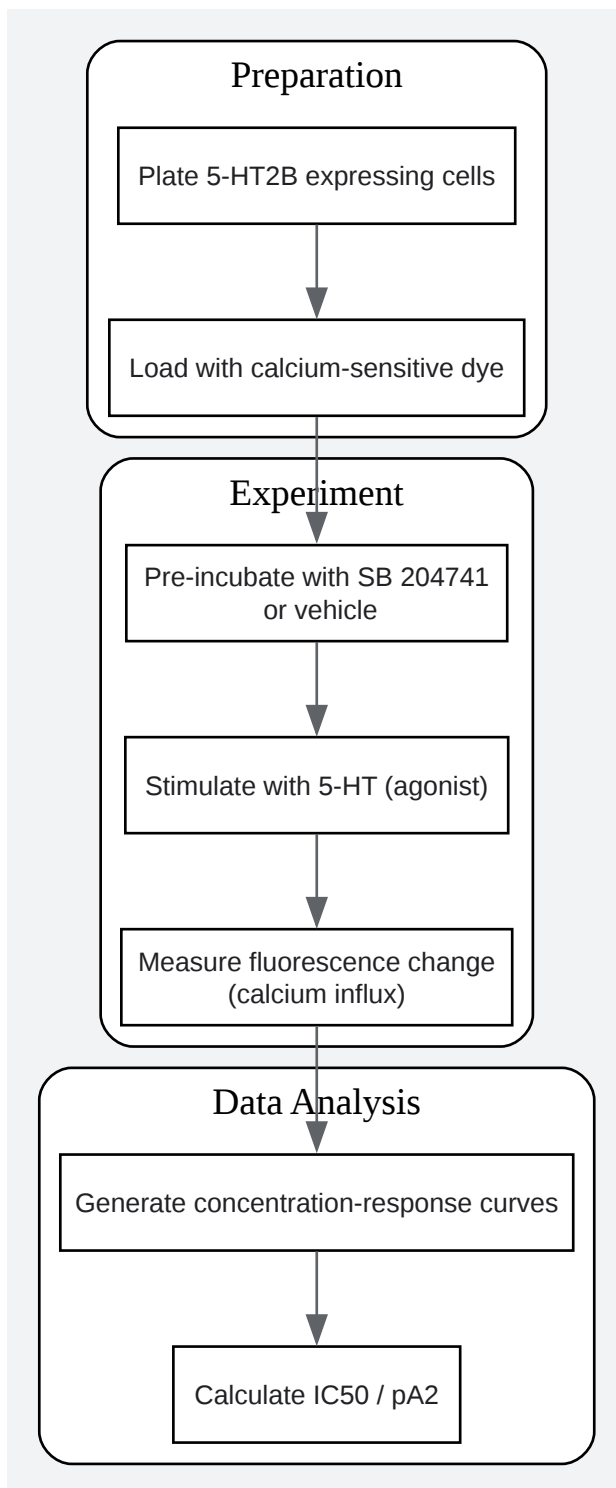 Preparation
Plate 5-HT2B expressing cells
Load with calcium-sensitive dye
Experiment
Pre-incubate with SB 204741
or vehicle
Stimulate with 5-HT (agonist)
Measure fluorescence change
(calcium influx)
Data Analysis
Generate concentration-response curves
Calculate IC50 / pA2